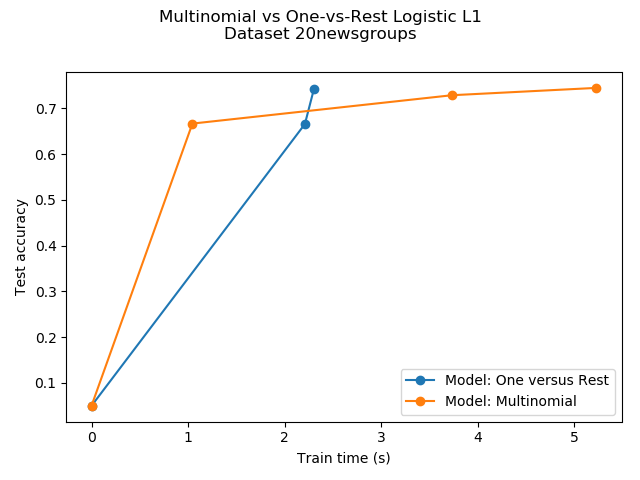 Multinomial vs One-vs-Rest Logistic L1
Dataset 20newsgroups
Test accuracy
0.7
0.6
0.5
0.4
0.3
0.2
0.1
0
1
2
3
4
5
Train time (s)
Model: One versus Rest
Model: Multinomial